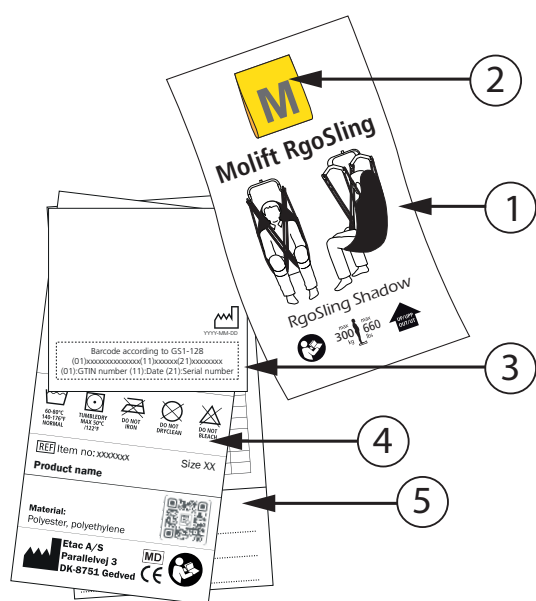 M
Molift RgoSling
RgoSling Shadow
max
300
kg
max
660
lbs
UP/OPP
OUT/UT
YYYY-MM-DD
Barcode according to GS1-128
(01)xxxxxxxxxxxxxx(11)xxxxxx(21)xxxxxxxx
(01):GTIN number (11):Date (21):Serial number
60-80°C
140-176°F
NORMAL
TUMBLEDRY
MAX 50°C
/122°F
DO NOT
IRON
DO NOT
DRYCLEAN
DO NOT
BLEACH
REF Item no: xxxxxxx
Size XX
Product name
Material:
Polyester, polyethylene
Etac A/S
Parallelvej 3
DK-8751 Gedved
MD
CE
2
1
3
4
5